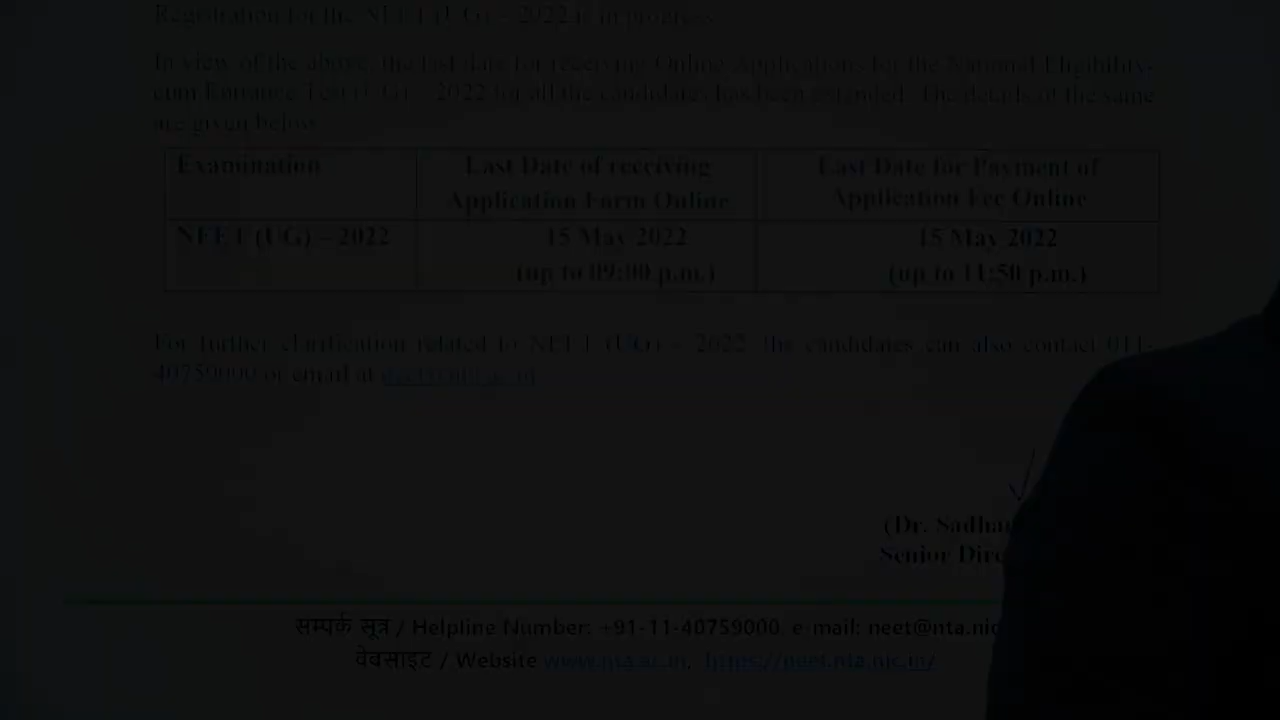 Registration for the NEET (UG) – 2022 is in progress.
In view of the above, the last date for receiving Online Applications for the National Eligibility-
cum Entrance Test (UG) – 2022 for all the candidates has been extended. The details of the same
are given below
Examination
Last Date of receiving
Application Form Online
Last Date for Payment of
Application Fee Online
NEET (UG) – 2022
15 May 2022
(up to 09:00 p.m.)
15 May 2022
(up to 11:50 p.m.)
For further clarification related to NEET (UG) – 2022, the candidates can also contact 011-
40759000 or email at
(Dr.
Senior
सम्पर्क सूत्र / Helpline Number: +91-11-40759000 e-mail: neet@nta.nic
वेबसाइट / Website www.nta.ac.in, https://neet.nta.nic.in/